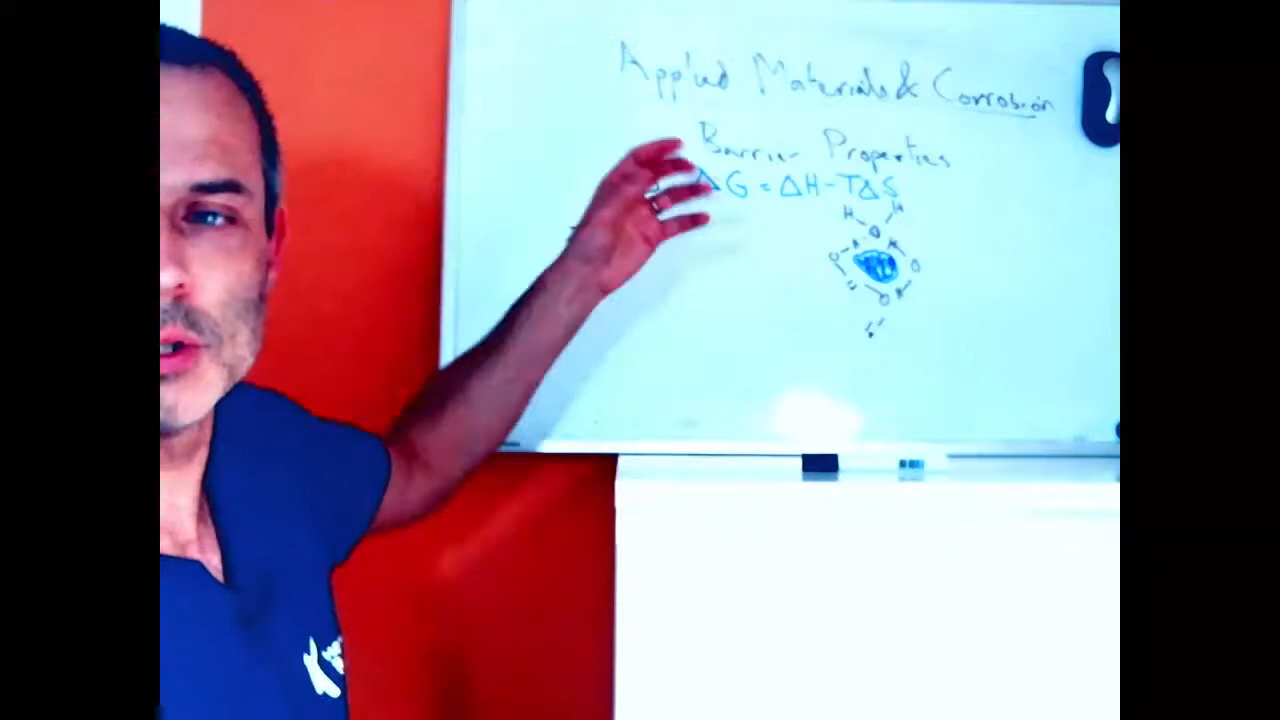 Applied Materials & Corrosion
Barrier Properties
ΔG = ΔH - TΔS
H H
O
O H H
O
O H